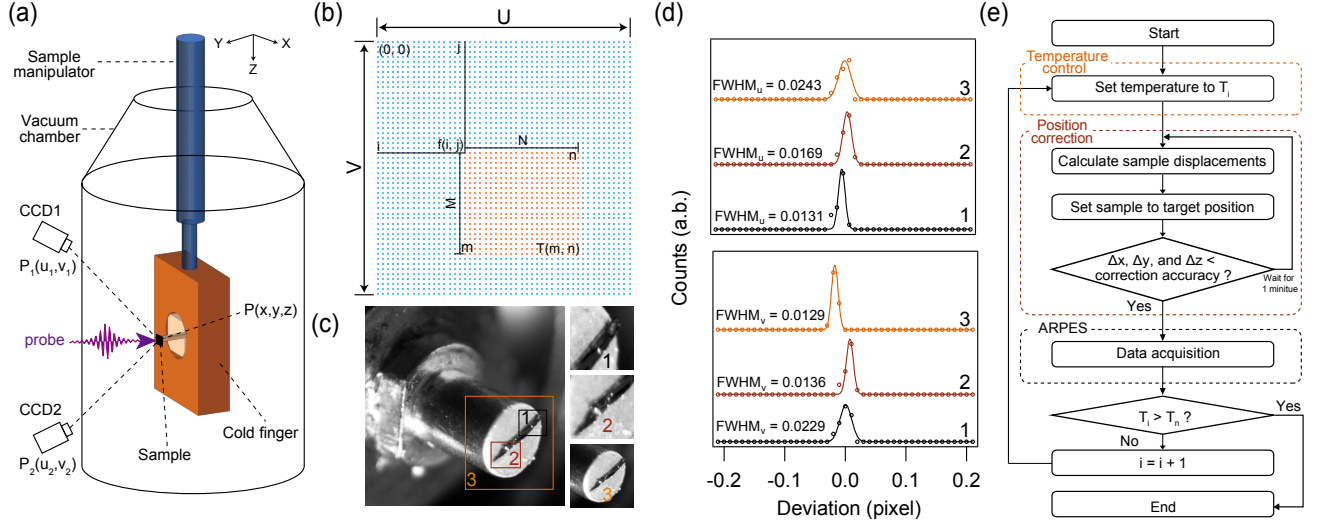 (a)
Y
X
Z
Sample
manipulator
Vacuum
chamber
CCD1
P₁(u₁,v₁)
P(x,y,z)
probe
CCD2
P₂(u₂,v₂)
Sample
Cold finger
(b)
U
V
(0, 0)
j
i
f(i, j)
N
n
M
m
T(m, n)
(c)
1
2
3
1
2
3
(d)
Counts (a.b.)
FWHMᵤ = 0.0243
3
FWHMᵤ = 0.0169
2
FWHMᵤ = 0.0131
1
FWHMᵥ = 0.0129
3
FWHMᵥ = 0.0136
2
FWHMᵥ = 0.0229
1
-0.2 -0.1 0.0 0.1 0.2
Deviation (pixel)
(e)
Start
Temperature
control
Set temperature to Tᵢ
Position
correction
Calculate sample displacements
Set sample to target position
Δx, Δy, and Δz <
correction accuracy ?
Wait for
1 minitue
Yes
ARPES
Data acquisition
Tᵢ > Tₙ ?
Yes
No
i = i + 1
End